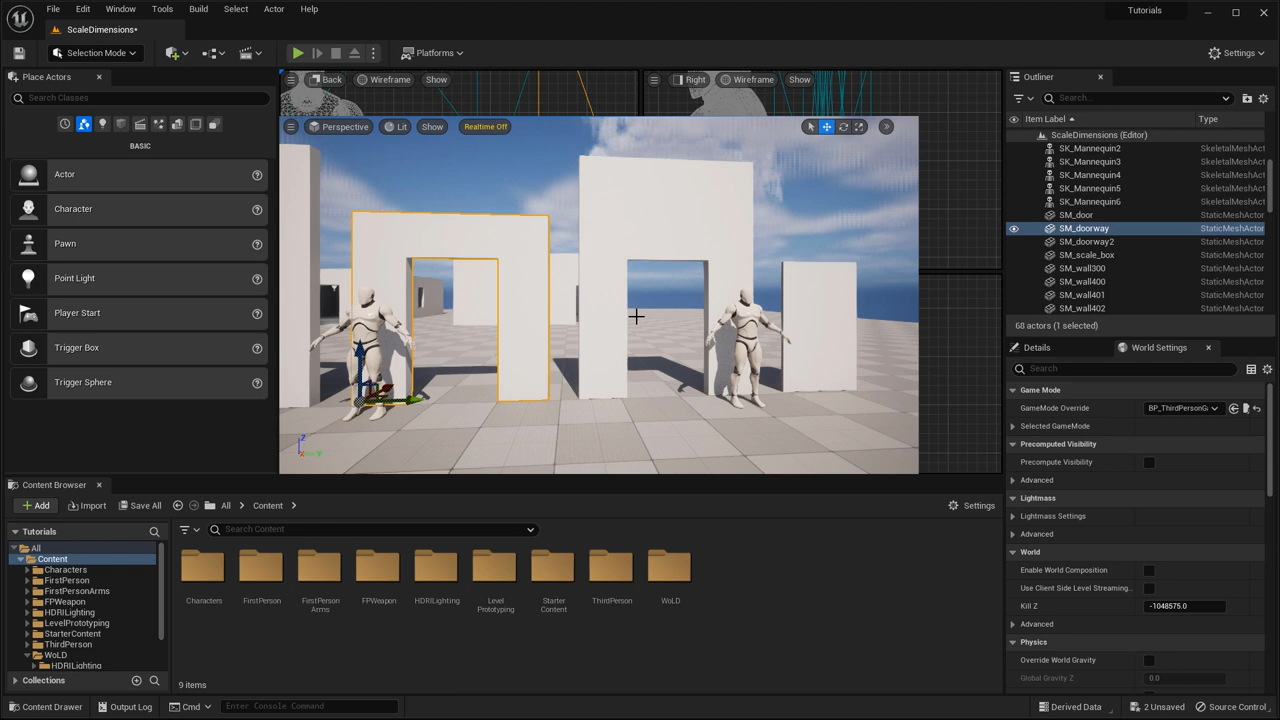 File Edit Window Tools Build Select Actor Help
Tutorials
ScaleDimensions*
Selection Mode
Platforms
Settings
Place Actors
Search Classes
BASIC
Actor
Character
Pawn
Point Light
Player Start
Trigger Box
Trigger Sphere
Back Wireframe Show
Right Wireframe Show
Perspective Lit Show Realtime Off
Z
Y
Outliner
Search...
Item Label Type
ScaleDimensions (Editor)
SK_Mannequin2 SkeletalMeshAct
SK_Mannequin3 SkeletalMeshAct
SK_Mannequin4 SkeletalMeshAct
SK_Mannequin5 SkeletalMeshAct
SK_Mannequin6 SkeletalMeshAct
SM_door StaticMeshActor
SM_doorway StaticMeshActor
SM_doorway2 StaticMeshActor
SM_scale_box StaticMeshActor
SM_wall300 StaticMeshActor
SM_wall400 StaticMeshActor
SM_wall401 StaticMeshActor
SM_wall402 StaticMeshActor
68 actors (1 selected)
Details World Settings
Search
Game Mode
GameMode Override BP_ThirdPersonG
Selected GameMode
Precomputed Visibility
Precompute Visibility
Advanced
Lightmass
Lightmass Settings
Advanced
World
Enable World Composition
Use Client Side Level Streaming...
Kill Z -1048575.0
Advanced
Physics
Override World Gravity
Global Gravity Z 0.0
Content Browser
Add Import Save All All Content Settings
Tutorials
All
Content
Characters
FirstPerson
FirstPersonArms
FPWeapon
HDRILighting
LevelPrototyping
StarterContent
ThirdPerson
WoLD
HDRILighting
Collections
Search Content
Characters FirstPerson FirstPerson Arms FPWeapon HDRILighting Level Prototyping Starter Content ThirdPerson WoLD
9 items
Content Drawer Output Log Cmd Enter Console Command Derived Data 2 Unsaved Source Control